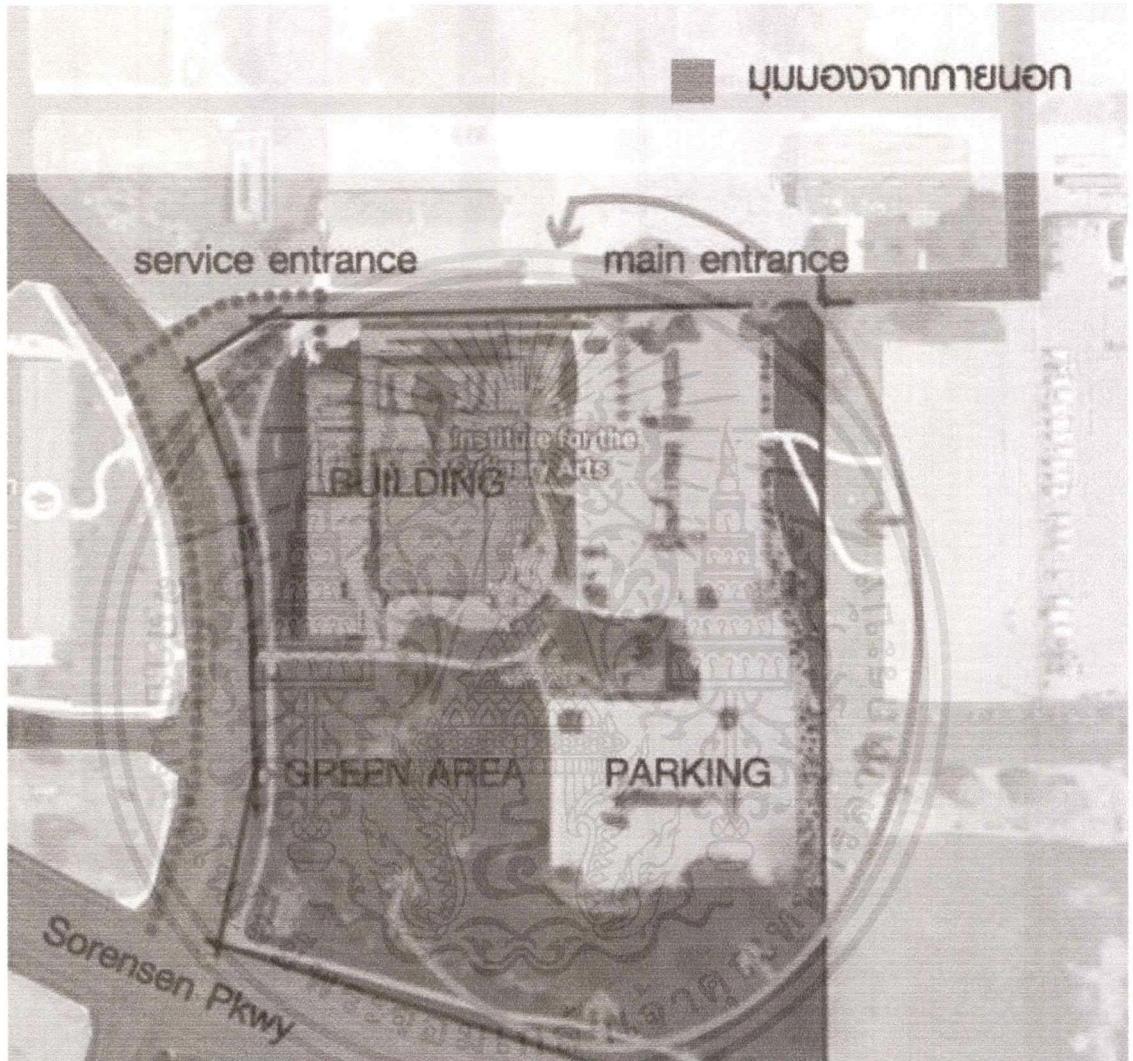 มุมมองจากภายนอก
service entrance
main entrance
Institute for the
Culinary Arts
BUILDING
GREEN AREA
PARKING
Sorensen Pkwy